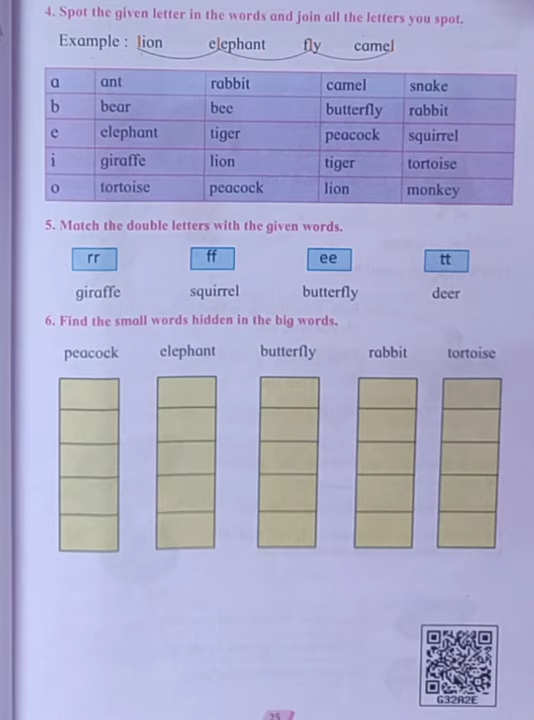 4. Spot the given letter in the words and join all the letters you spot.
Example : lion elephant fly camel
a ant rabbit camel snake
b bear bee butterfly rabbit
e elephant tiger peacock squirrel
i giraffe lion tiger tortoise
o tortoise peacock lion monkey
5. Match the double letters with the given words.
rr ff ee tt
giraffe squirrel butterfly deer
6. Find the small words hidden in the big words.
peacock elephant butterfly rabbit tortoise
G32A2E
25